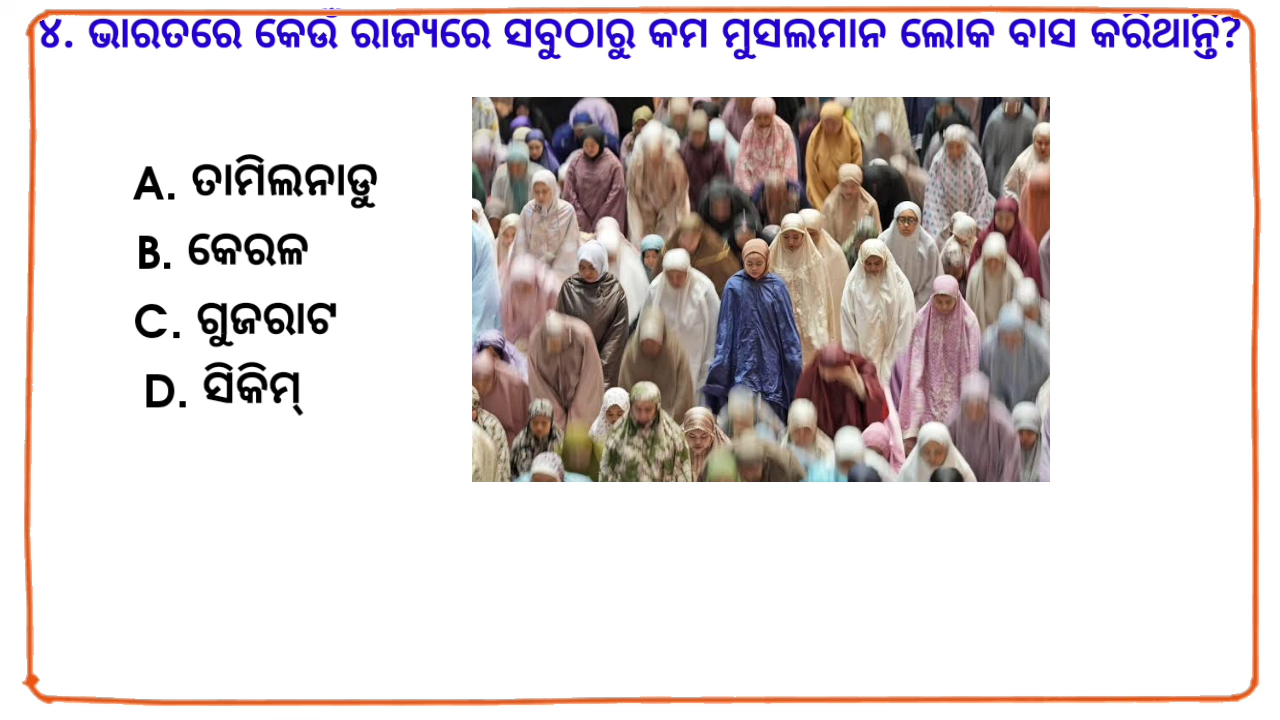 ୪. ଭାରତରେ କେଉଁ ରାଜ୍ୟରେ ସବୁଠାରୁ କମ ମୁସଲମାନ ଲୋକ ବାସ କରିଥାନ୍ତି?
A. ତାମିଲନାଡୁ
B. କେରଳ
C. ଗୁଜରାଟ
D. ସିକିମ୍